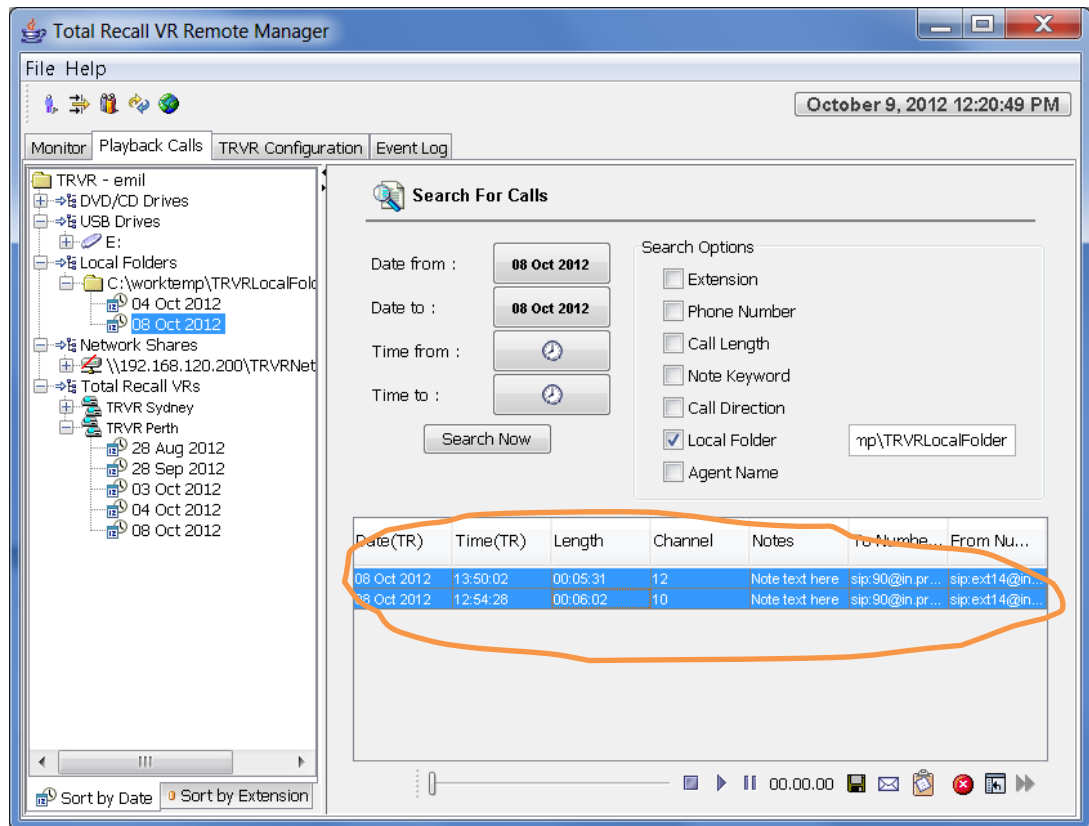 Total Recall VR Remote Manager
X
File Help
October 9, 2012 12:20:49 PM
Monitor Playback Calls TRVR Configuration Event Log
TRVR - emil
DVD/CD Drives
USB Drives
E:
Local Folders
C:\worktemp\TRVRLocalFold
04 Oct 2012
08 Oct 2012
Network Shares
\\192.168.120.200\TRVRNet
Total Recall VRs
TRVR Sydney
TRVR Perth
28 Aug 2012
28 Sep 2012
03 Oct 2012
04 Oct 2012
08 Oct 2012
Sort by Date Sort by Extension
Search For Calls
Date from : 08 Oct 2012
Date to : 08 Oct 2012
Time from :
Time to :
Search Now
Search Options
Extension
Phone Number
Call Length
Note Keyword
Call Direction
Local Folder mp\TRVRLocalFolder
Agent Name
Date(TR) Time(TR) Length Channel Notes To Numbe... From Nu...
08 Oct 2012 13:50:02 00:05:31 12 Note text here sip:90@in.pr... sip:ext14@in...
08 Oct 2012 12:54:28 00:06:02 10 Note text here sip:90@in.pr... sip:ext14@in...
00.00.00